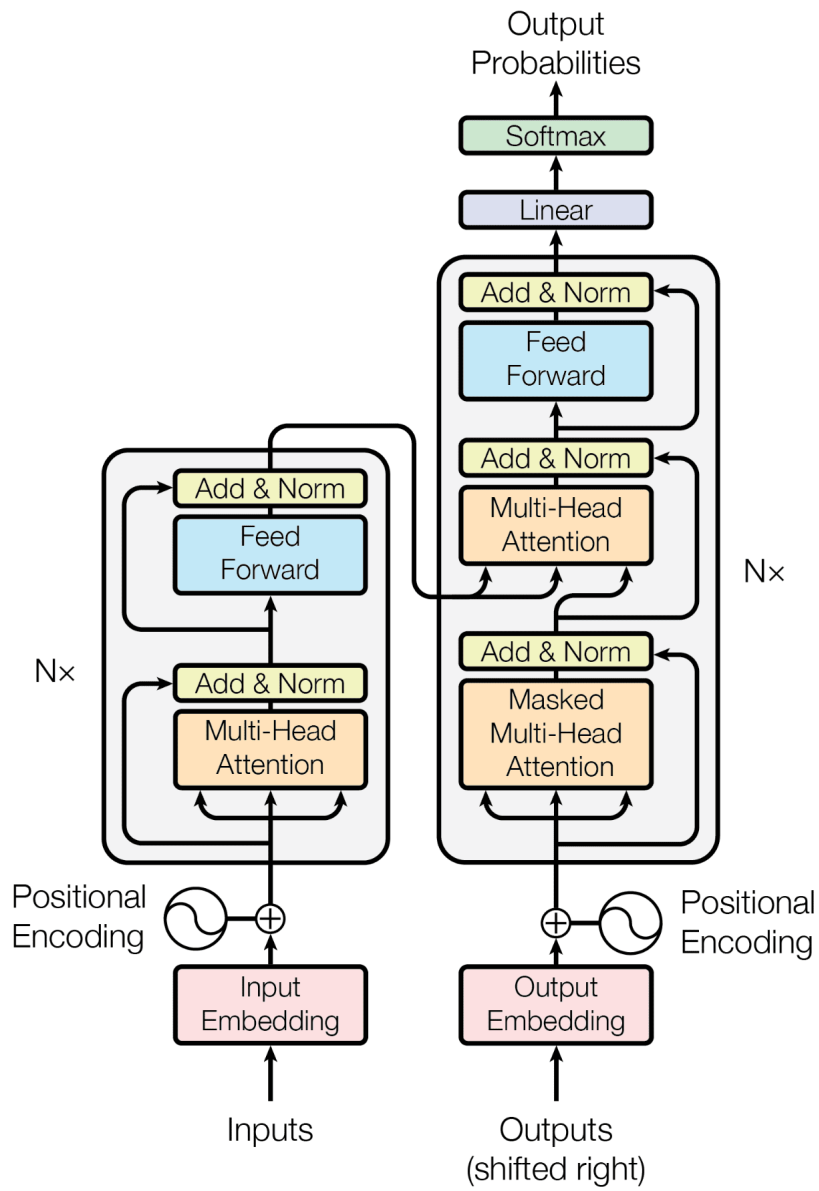 Output
Probabilities
Softmax
Linear
Add & Norm
Feed
Forward
Add & Norm
Multi-Head
Attention
Nx
Add & Norm
Masked
Multi-Head
Attention
Add & Norm
Feed
Forward
Nx
Add & Norm
Multi-Head
Attention
Positional
Encoding
Positional
Encoding
Input
Embedding
Output
Embedding
Inputs
Outputs
(shifted right)